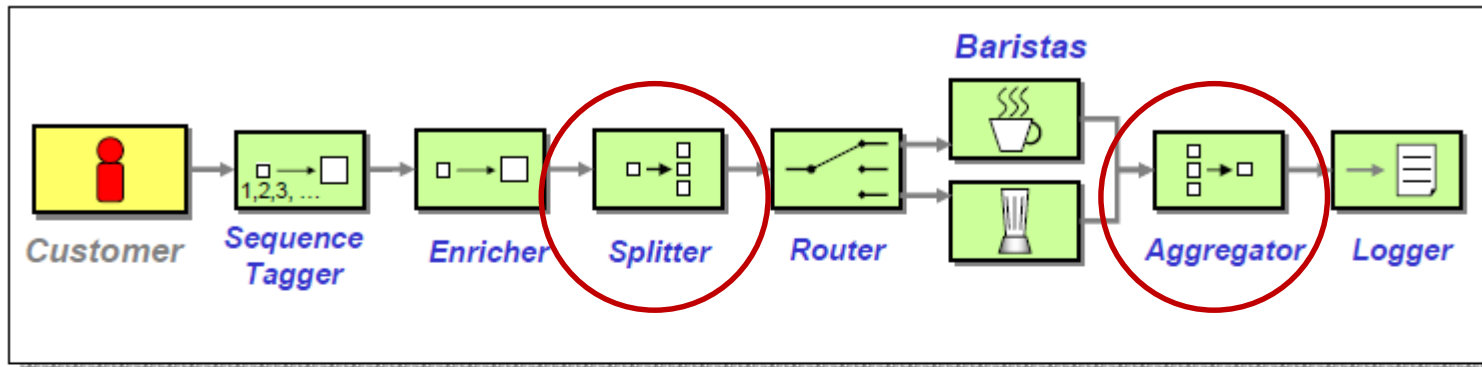 Baristas
1,2,3, ...
Customer
Sequence
Tagger
Enricher
Splitter
Router
Aggregator
Logger